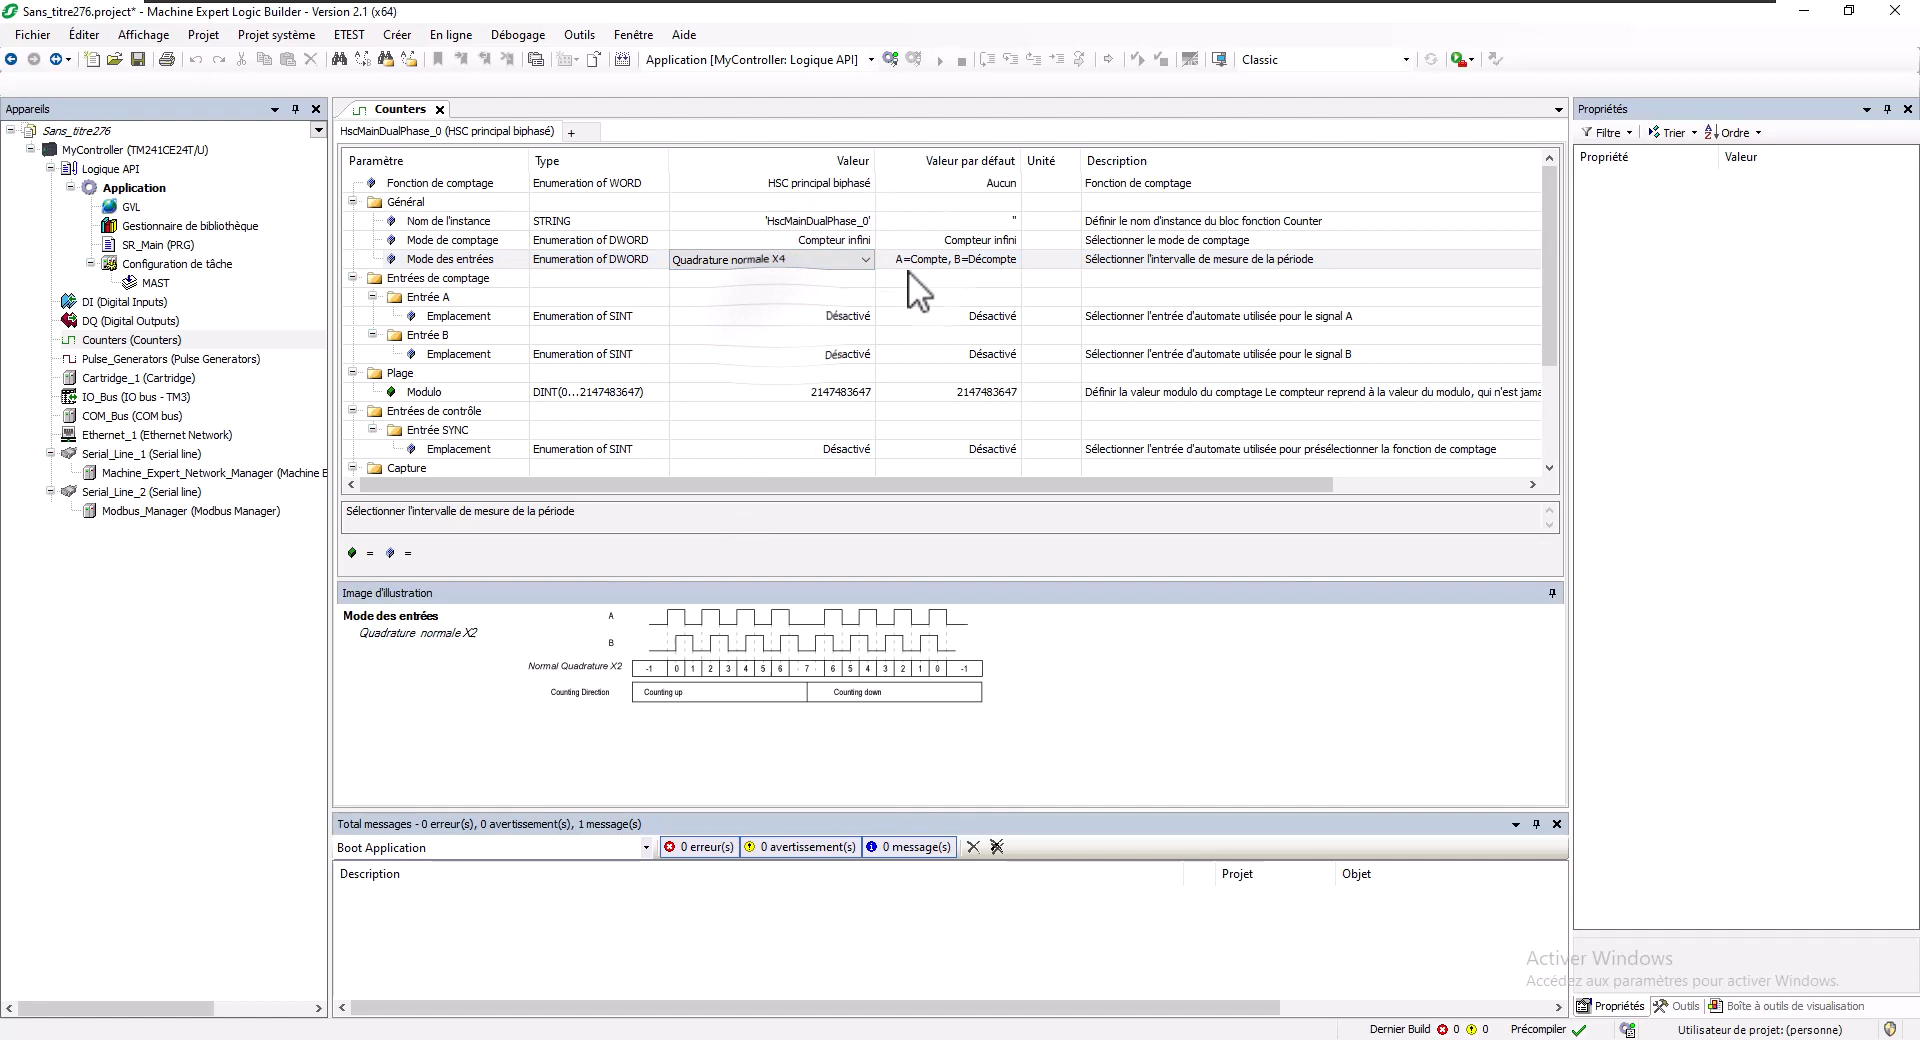 Sans_titre276.project* - Machine Expert Logic Builder - Version 2.1 (x64)
Fichier Éditer Affichage Projet Projet système ETEST Créer En ligne Débogage Outils Fenêtre Aide
Application [MyController: Logique API] Classic
Appareils
Sans_titre276
MyController (TM241CE24T/U)
Logique API
Application
GVL
Gestionnaire de bibliothèque
SR_Main (PRG)
Configuration de tâche
MAST
DI (Digital Inputs)
DQ (Digital Outputs)
Counters (Counters)
Pulse_Generators (Pulse Generators)
Cartridge_1 (Cartridge)
IO_Bus (IO bus - TM3)
COM_Bus (COM bus)
Ethernet_1 (Ethernet Network)
Serial_Line_1 (Serial line)
Machine_Expert_Network_Manager (Machine E
Serial_Line_2 (Serial line)
Modbus_Manager (Modbus Manager)
Counters
HscMainDualPhase_0 (HSC principal biphasé) +
Paramètre Type Valeur Valeur par défaut Unité Description
Fonction de comptage Enumeration of WORD HSC principal biphasé Aucun Fonction de comptage
Général
Nom de l'instance STRING 'HscMainDualPhase_0' '' Définir le nom d'instance du bloc fonction Counter
Mode de comptage Enumeration of DWORD Compteur infini Compteur infini Sélectionner le mode de comptage
Mode des entrées Enumeration of DWORD Quadrature normale X4 A=Compte, B=Décompte Sélectionner l'intervalle de mesure de la période
Entrées de comptage
Entrée A
Emplacement Enumeration of SINT Désactivé Désactivé Sélectionner l'entrée d'automate utilisée pour le signal A
Entrée B
Emplacement Enumeration of SINT Désactivé Désactivé Sélectionner l'entrée d'automate utilisée pour le signal B
Plage
Modulo DINT(0...2147483647) 2147483647 2147483647 Définir la valeur modulo du comptage Le compteur reprend à la valeur du modulo, qui n'est jama
Entrées de contrôle
Entrée SYNC
Emplacement Enumeration of SINT Désactivé Désactivé Sélectionner l'entrée d'automate utilisée pour présélectionner la fonction de comptage
Capture
Sélectionner l'intervalle de mesure de la période
= =
Image d'illustration
Mode des entrées
Quadrature normale X2
A
B
Normal Quadrature X2 -1 0 1 2 3 4 5 6 7 6 5 4 3 2 1 0 -1
Counting Direction Counting up Counting down
Total messages - 0 erreur(s), 0 avertissement(s), 1 message(s)
Boot Application 0 erreur(s) 0 avertissement(s) 0 message(s)
Description Projet Objet
Propriétés
Filtre Trier Ordre
Propriété Valeur
Activer Windows
Accédez aux paramètres pour activer Windows.
Propriétés Outils Boîte à outils de visualisation
Dernier Build 0 0 Précompiler Utilisateur de projet: (personne)